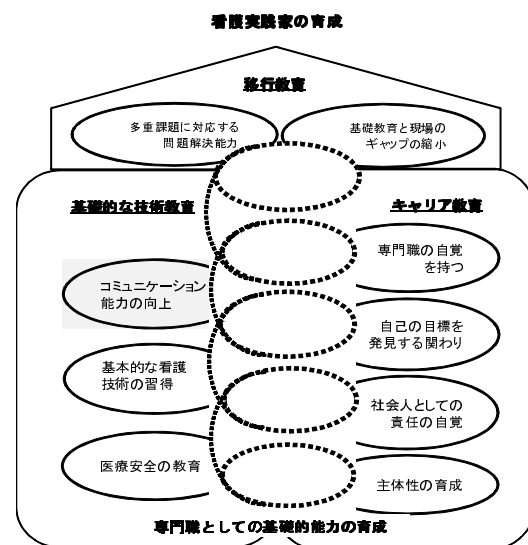 看護実践家の育成
移行教育
多重課題に対応する
問題解決能力
基礎教育と現場の
ギャップの縮小
基礎的な技術教育
コミュニケーション
能力の向上
基本的な看護
技術の習得
医療安全の教育
キャリア教育
専門職の自覚
を持つ
自己の目標を
発見する関わり
社会人としての
責任の自覚
主体性の育成
専門職としての基礎的能力の育成